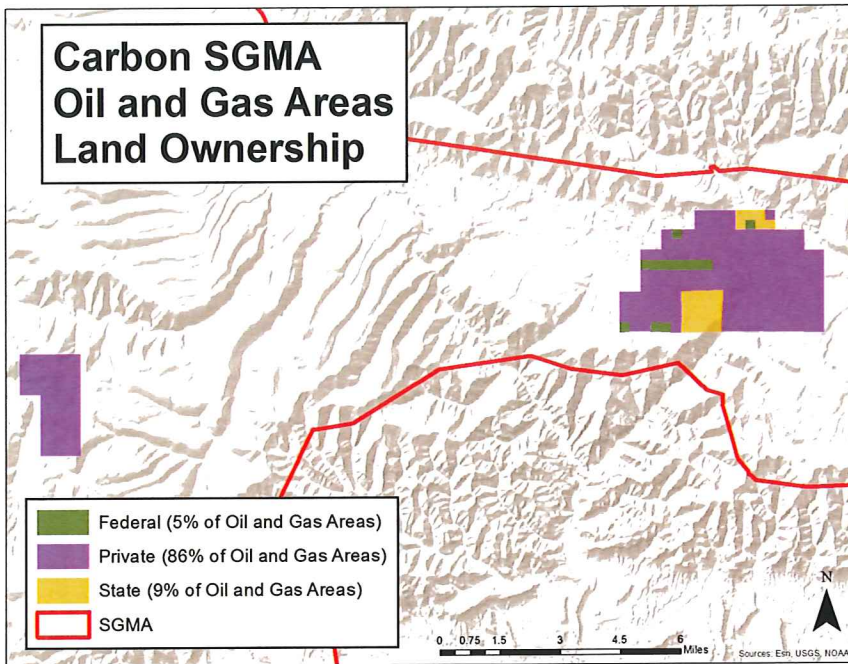 Carbon SGMA
Oil and Gas Areas
Land Ownership
Federal (5% of Oil and Gas Areas)
Private (86% of Oil and Gas Areas)
State (9% of Oil and Gas Areas)
SGMA
N
0 0.75 1.5 3 4.5 6
Miles
Sources: Esri, USGS, NOAA